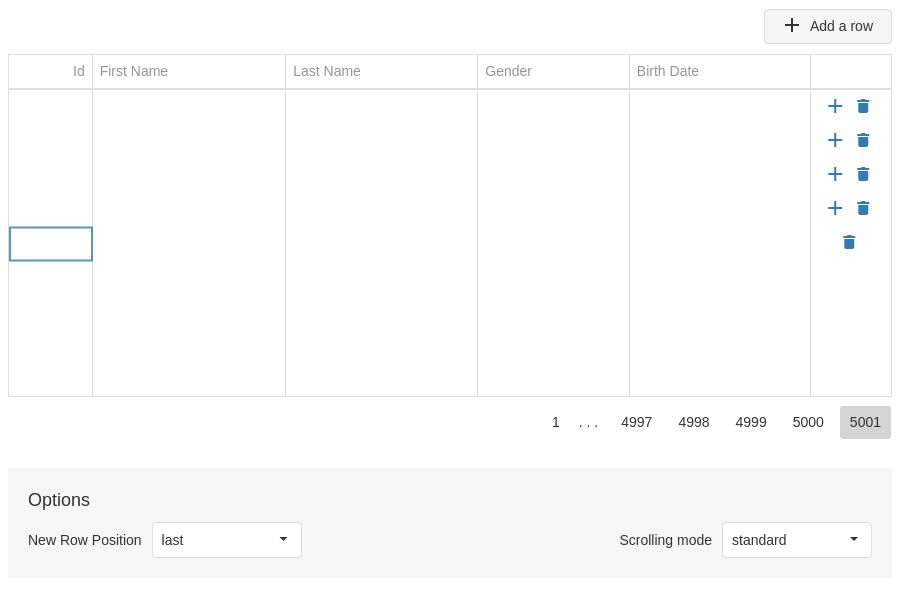 Add a row
Id First Name Last Name Gender Birth Date
1 . . . 4997 4998 4999 5000 5001
Options
New Row Position last Scrolling mode standard